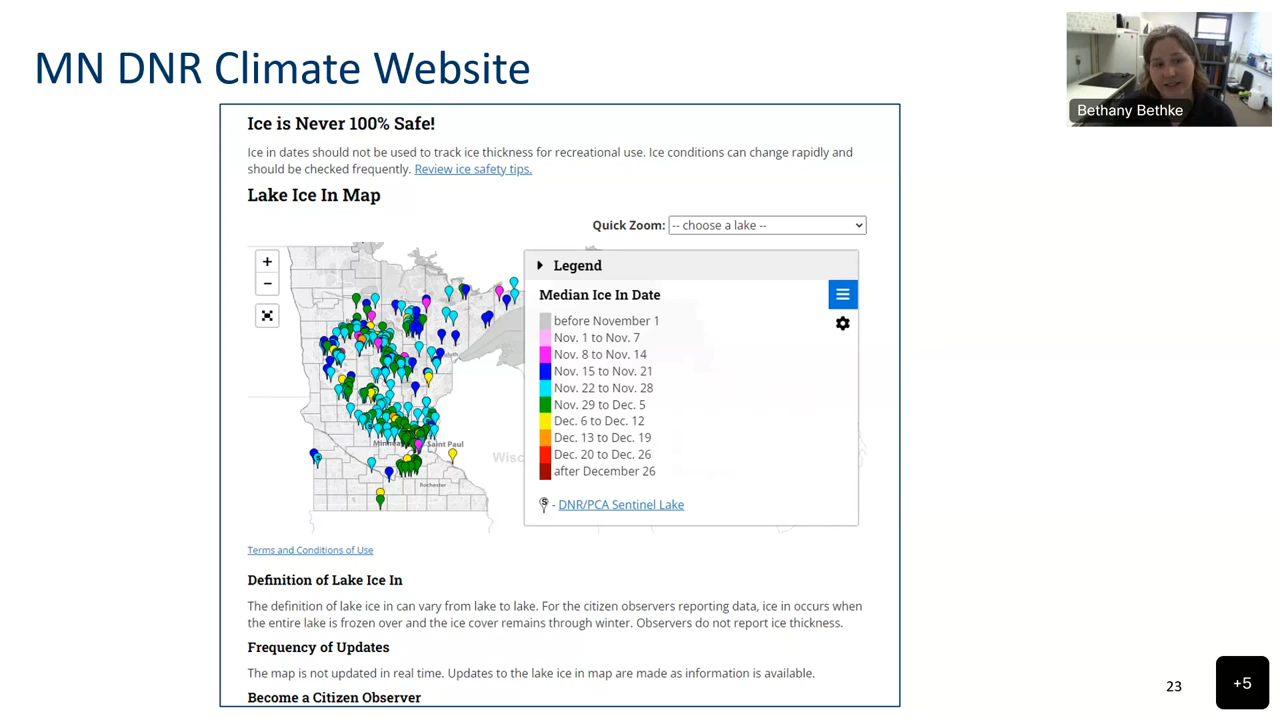 MN DNR Climate Website
Bethany Bethke
Ice is Never 100% Safe!
Ice in dates should not be used to track ice thickness for recreational use. Ice conditions can change rapidly and
should be checked frequently. Review ice safety tips.
Lake Ice In Map
Quick Zoom: -- choose a lake --
+
−
Legend
Median Ice In Date
before November 1
Nov. 1 to Nov. 7
Nov. 8 to Nov. 14
Nov. 15 to Nov. 21
Nov. 22 to Nov. 28
Nov. 29 to Dec. 5
Dec. 6 to Dec. 12
Dec. 13 to Dec. 19
Dec. 20 to Dec. 26
after December 26
S - DNR/PCA Sentinel Lake
Saint Paul
Wisc
Rochester
Terms and Conditions of Use
Definition of Lake Ice In
The definition of lake ice in can vary from lake to lake. For the citizen observers reporting data, ice in occurs when
the entire lake is frozen over and the ice cover remains through winter. Observers do not report ice thickness.
Frequency of Updates
The map is not updated in real time. Updates to the lake ice in map are made as information is available.
Become a Citizen Observer
23
+5